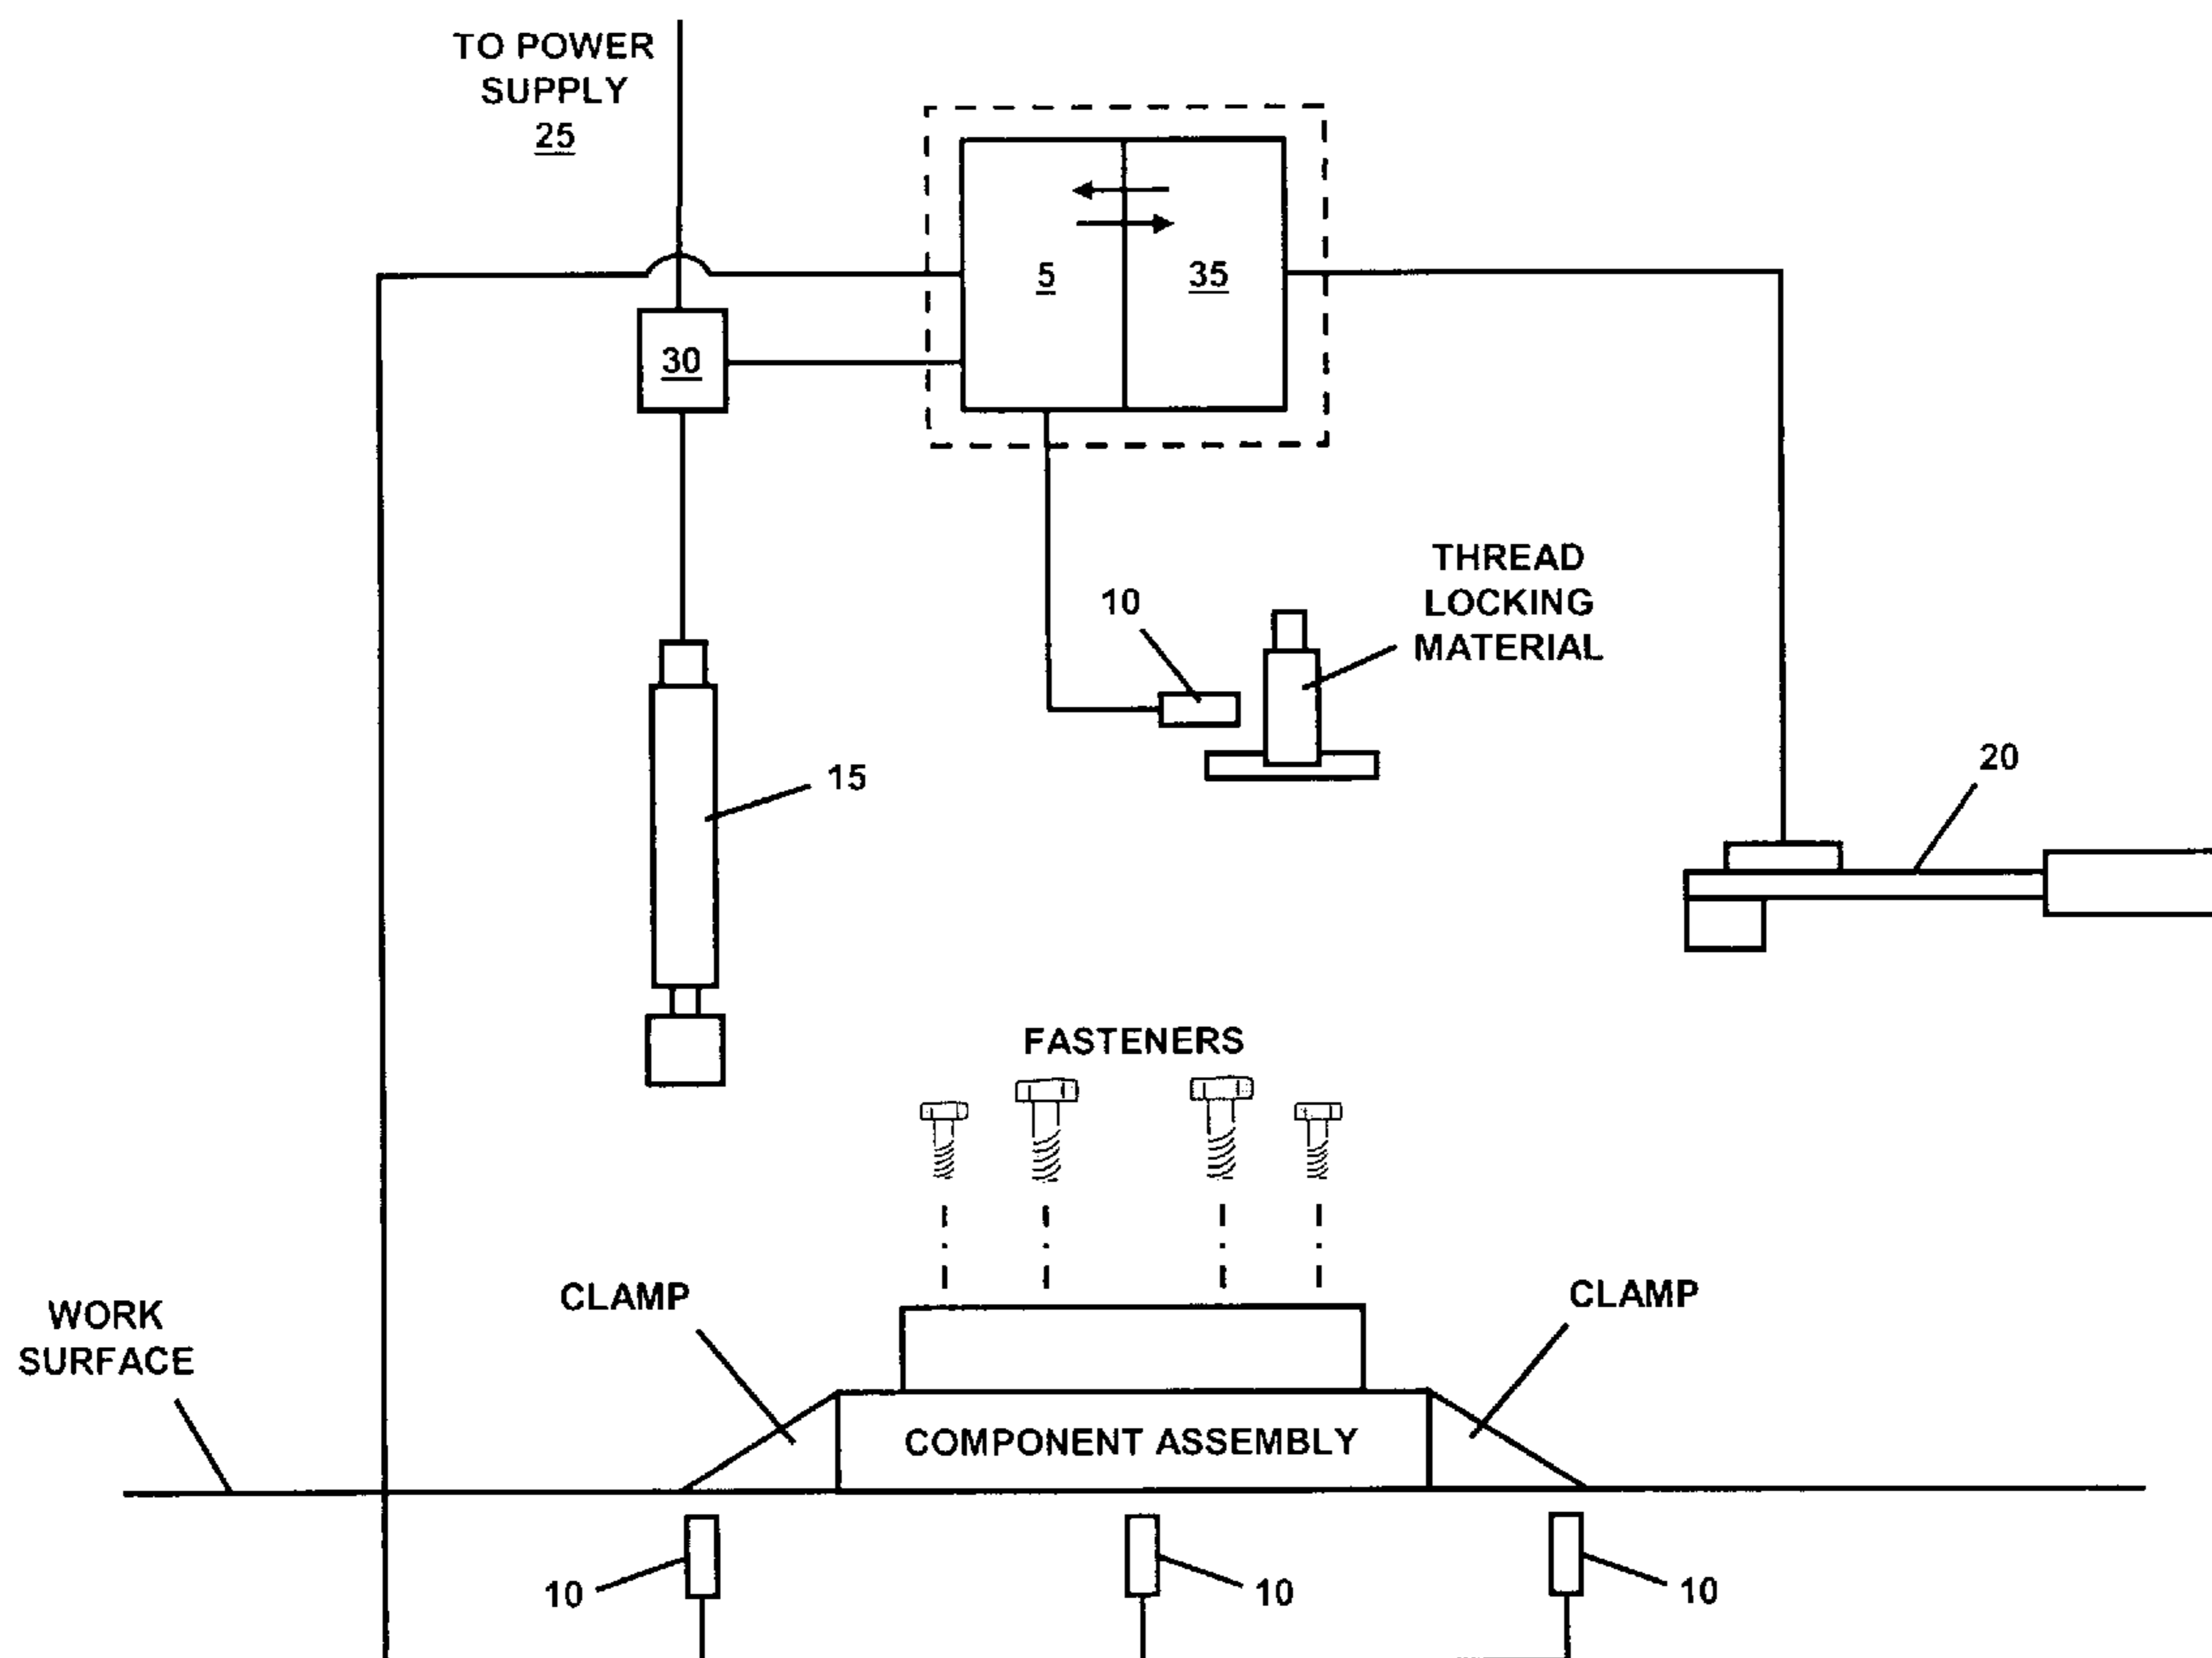 TO POWER
SUPPLY
25
5
35
30
THREAD
LOCKING
MATERIAL
10
15
20
FASTENERS
CLAMP
CLAMP
WORK
SURFACE
COMPONENT ASSEMBLY
10
10
10